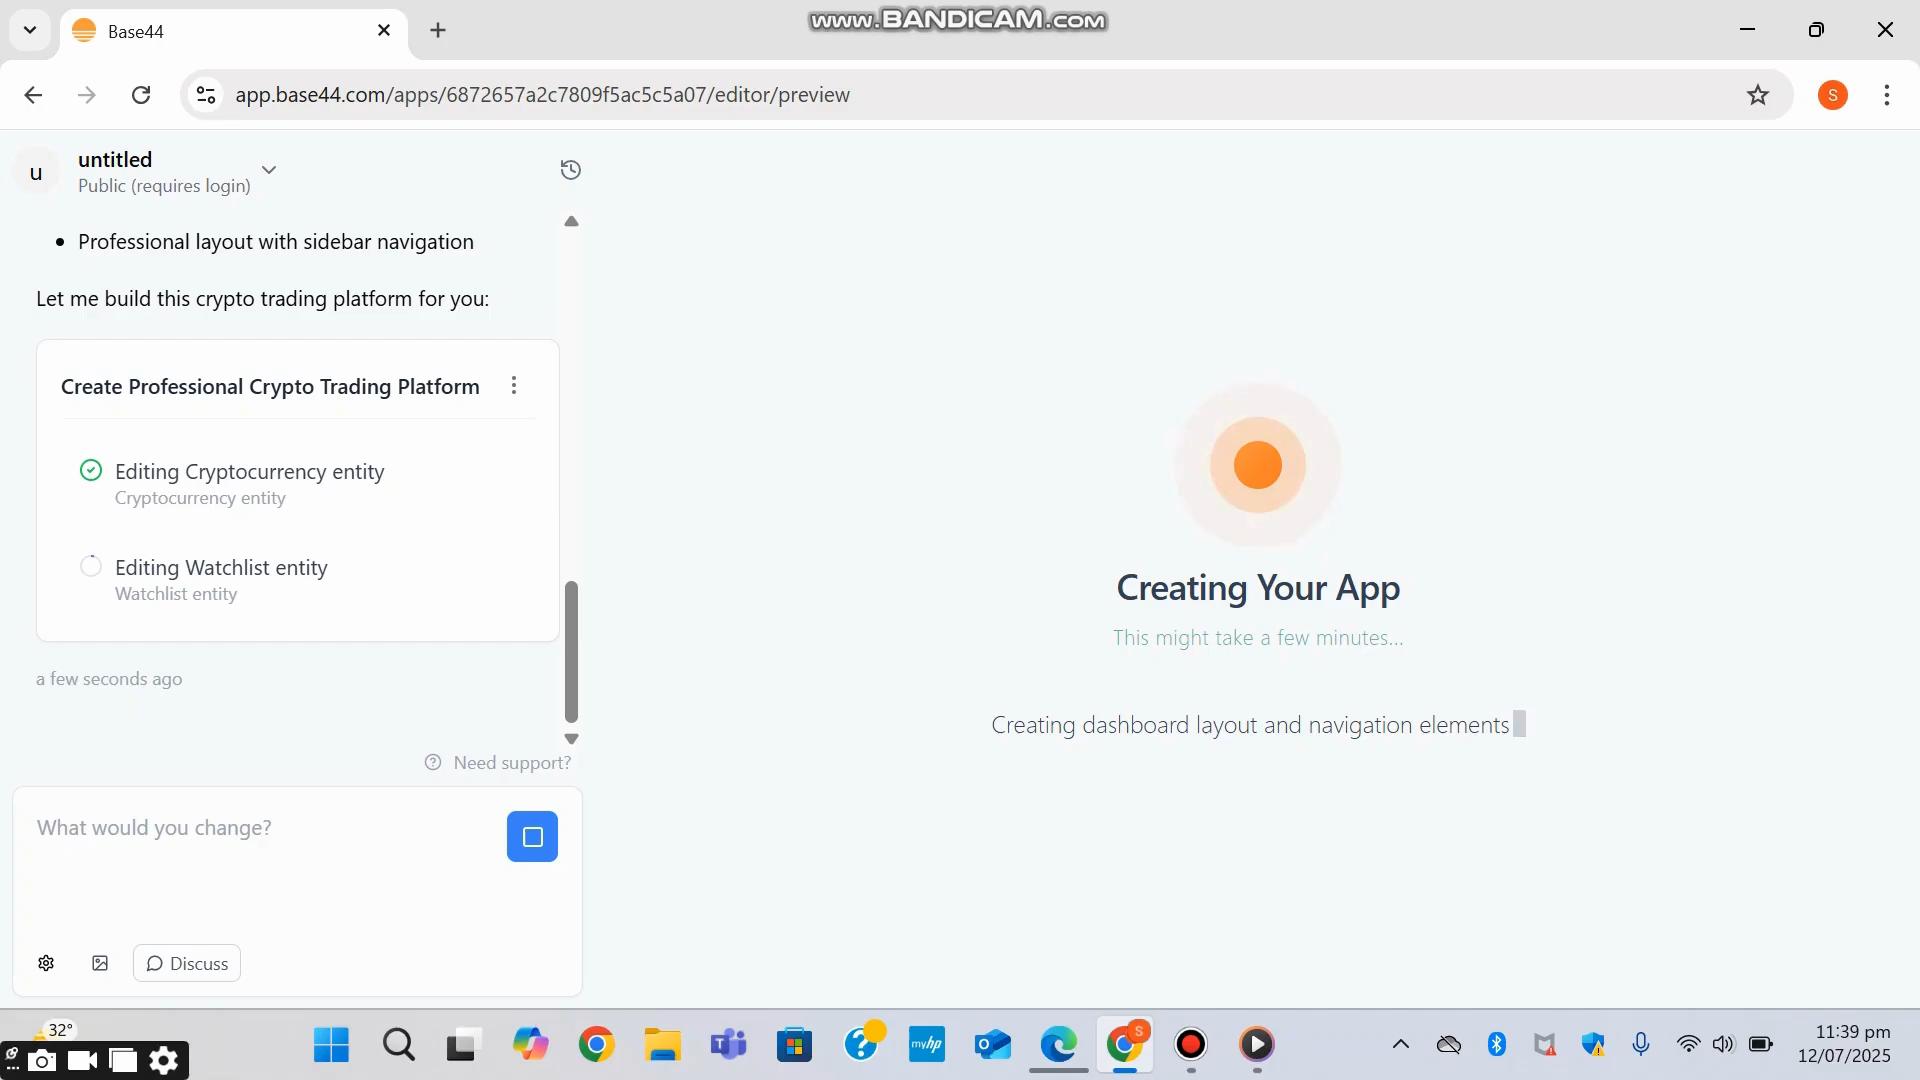 Base44
www.BANDICAM.com
app.base44.com/apps/6872657a2c7809f5ac5c5a07/editor/preview
S
u
untitled
Public (requires login)
Professional layout with sidebar navigation
Let me build this crypto trading platform for you:
Create Professional Crypto Trading Platform
Editing Cryptocurrency entity
Cryptocurrency entity
Editing Watchlist entity
Watchlist entity
a few seconds ago
Need support?
What would you change?
Discuss
Creating Your App
This might take a few minutes...
Creating dashboard layout and navigation elements
32°
myhp
S
11:39 pm
12/07/2025